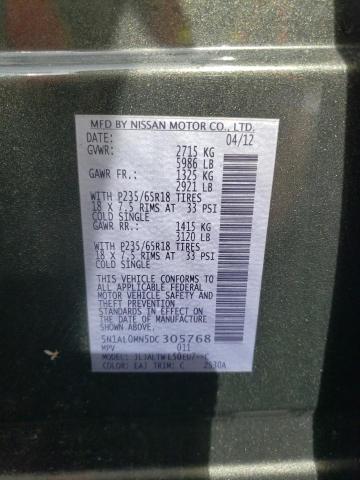 MFD BY NISSAN MOTOR CO., LTD.
DATE: 04/12
GVWR: 2715 KG
5986 LB
GAWR FR.: 1325 KG
2921 LB
WITH P235/65R18 TIRES
18 X 7.5 RIMS AT 33 PSI
COLD SINGLE
GAWR RR.: 1415 KG
3120 LB
WITH P235/65R18 TIRES
18 X 7.5 RIMS AT 33 PSI
COLD SINGLE
THIS VEHICLE CONFORMS TO
ALL APPLICABLE FEDERAL
MOTOR VEHICLE SAFETY AND
AND THEFT PREVENTION
STANDARDS IN EFFECT ON
THE DATE OF MANUFACTURE
SHOWN ABOVE.
5N1AL0MN5DC305768
MPV 011
MODEL:
COLOR: EAJ TRIM: C 2530A